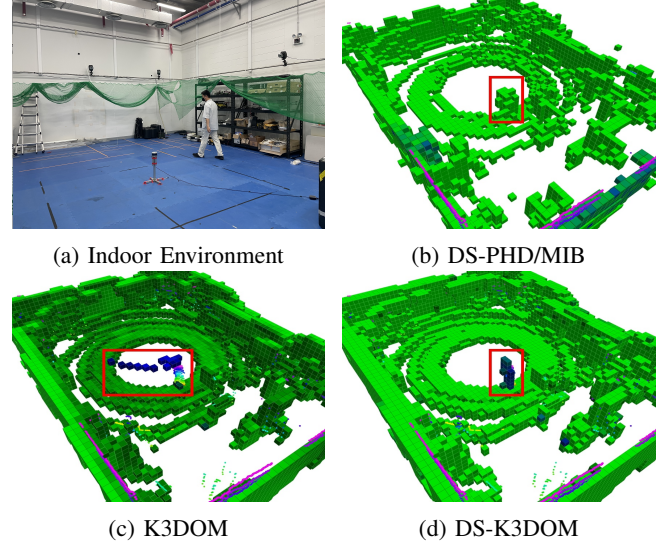 (a) Indoor Environment
(b) DS-PHD/MIB
(c) K3DOM
(d) DS-K3DOM